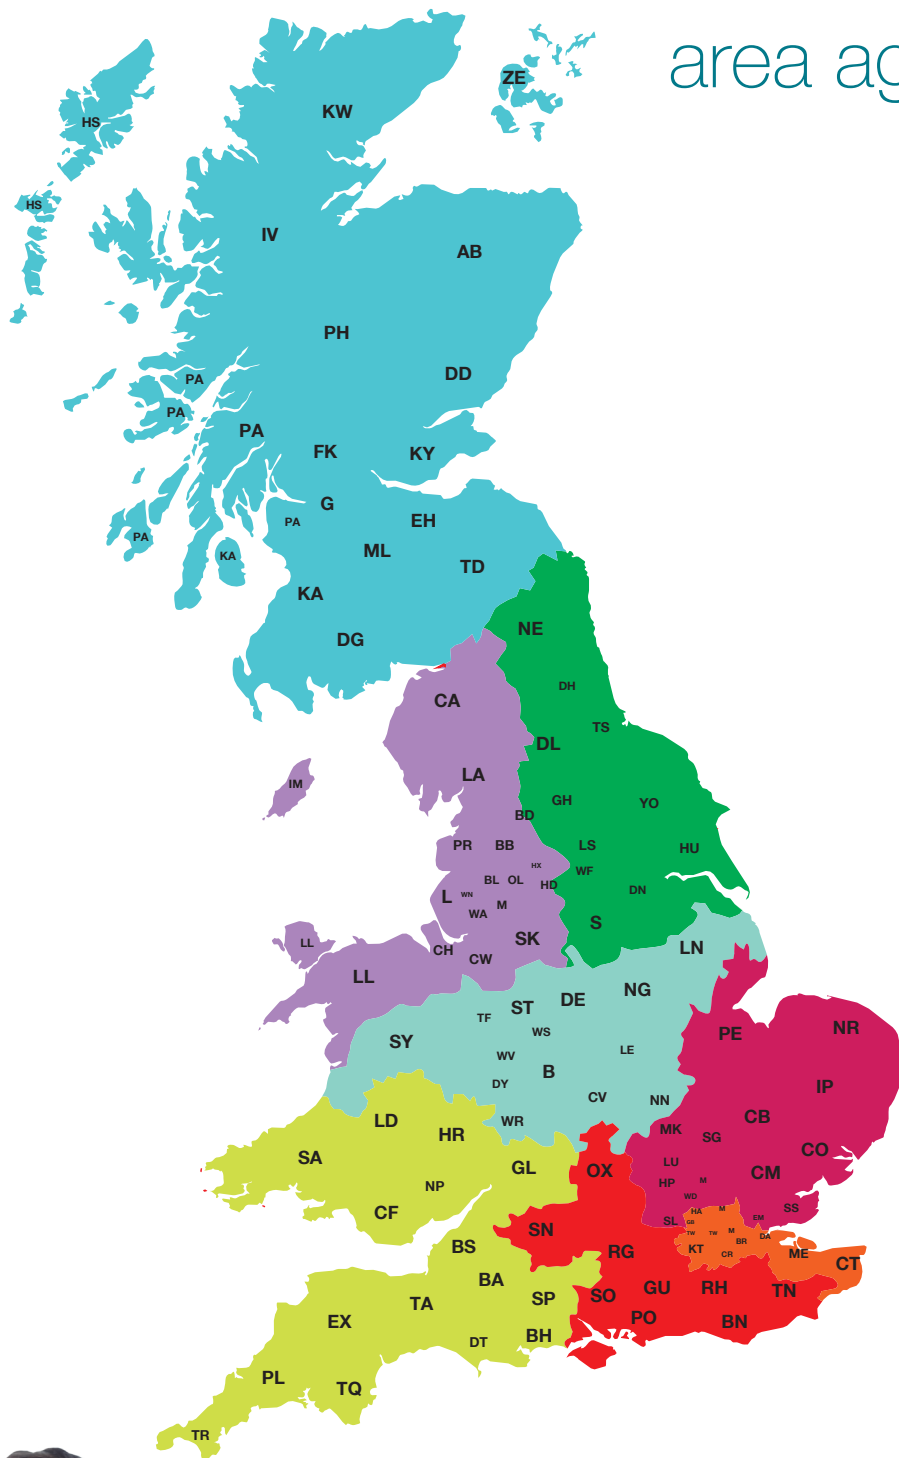 area ag
ZE
KW
HS
HS
IV
AB
PH
DD
PA
PA
PA
FK
KY
G
PA
EH
PA
ML
KA
TD
KA
NE
DG
DH
CA
TS
DL
LA
IM
GH
YO
BD
PR
BB
LS
HU
HX
WF
BL
OL
HD
DN
L
WN
M
WA
S
SK
LL
CH
LN
CW
LL
DE
NG
ST
TF
WS
PE
NR
SY
WV
LE
B
DY
IP
CV
NN
CB
LD
WR
MK
HR
SG
CO
SA
GL
LU
OX
CM
HP
M
NP
WD
SS
CF
HA
M
EM
SL
GB
SN
TW
TW
M
DA
BR
BS
KT
RG
CR
ME
CT
BA
GU
RH
TN
SP
SO
TA
EX
PO
BN
BH
DT
PL
TQ
TR